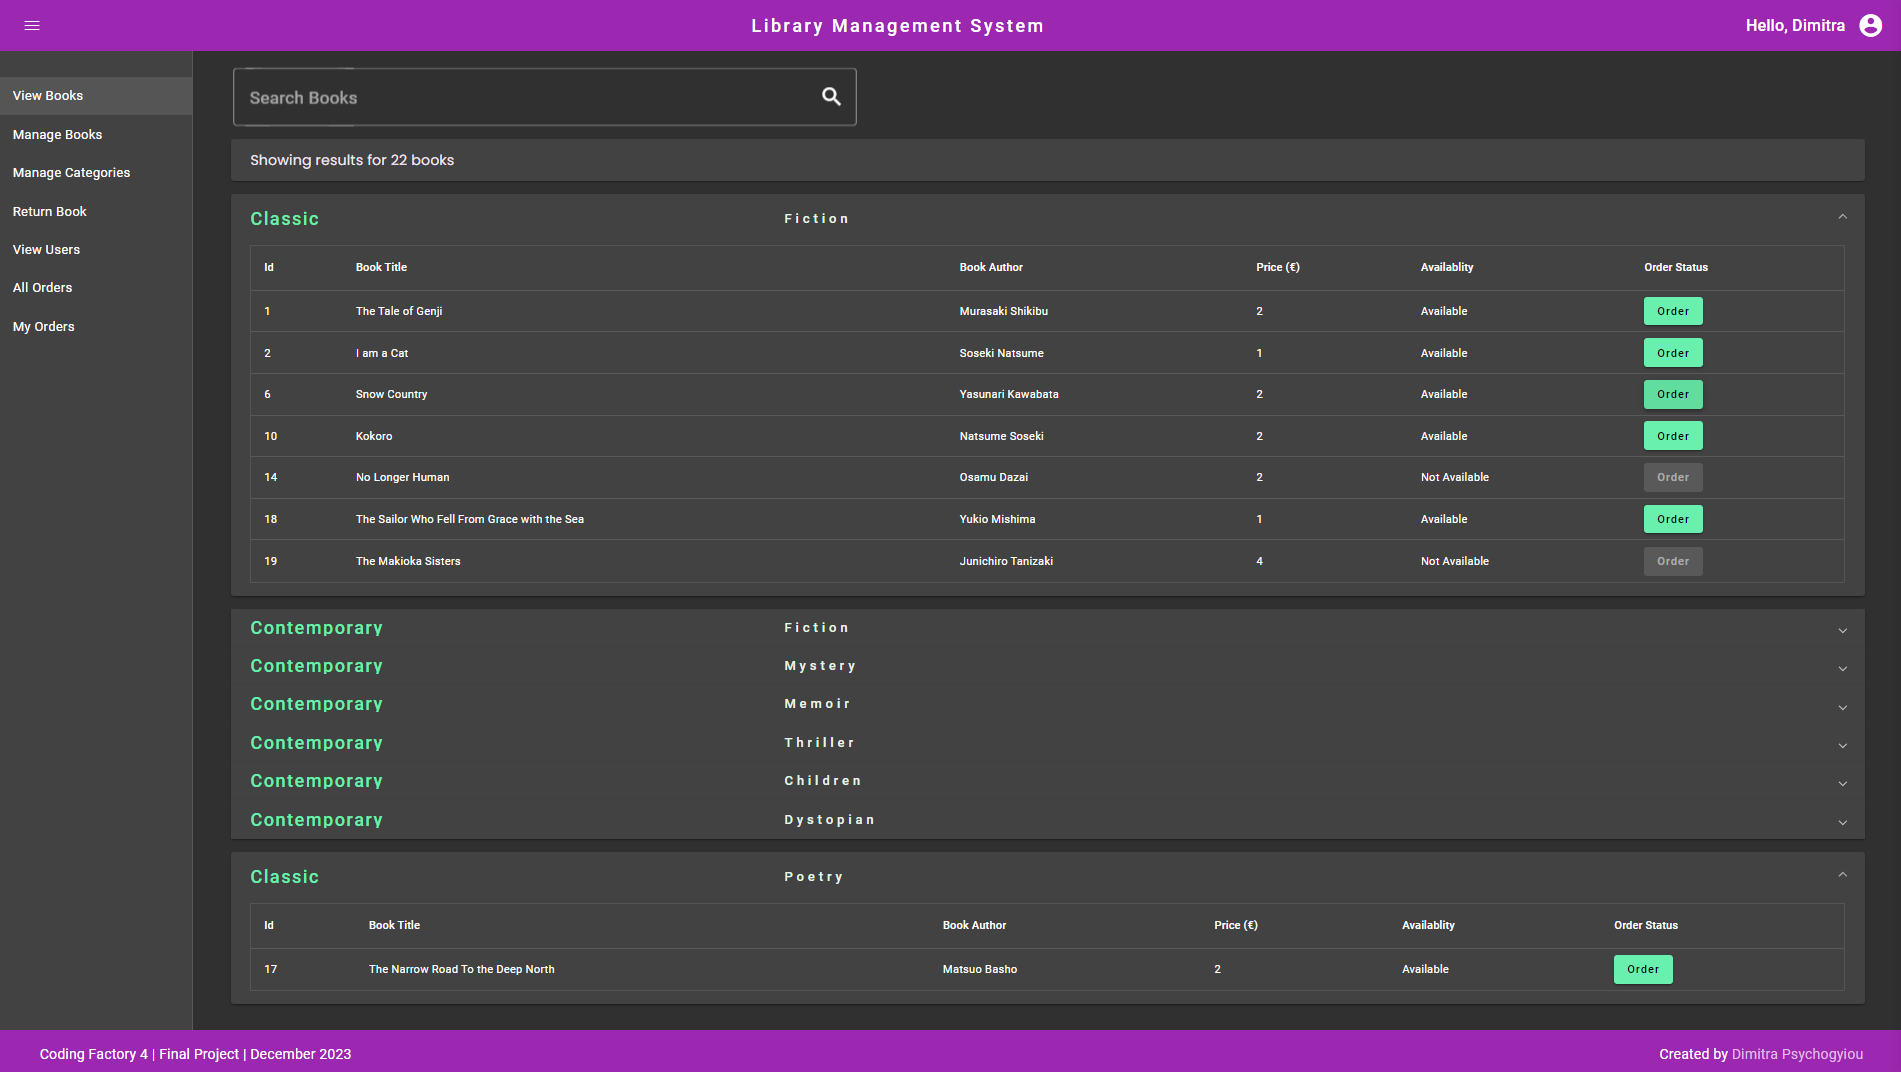 Library Management System
Hello, Dimitra
View Books
Manage Books
Manage Categories
Return Book
View Users
All Orders
My Orders
Search Books
Showing results for 22 books
Classic Fiction
Id Book Title Book Author Price (€) Availablity Order Status
1 The Tale of Genji Murasaki Shikibu 2 Available Order
2 I am a Cat Soseki Natsume 1 Available Order
6 Snow Country Yasunari Kawabata 2 Available Order
10 Kokoro Natsume Soseki 2 Available Order
14 No Longer Human Osamu Dazai 2 Not Available Order
18 The Sailor Who Fell From Grace with the Sea Yukio Mishima 1 Available Order
19 The Makioka Sisters Junichiro Tanizaki 4 Not Available Order
Contemporary Fiction
Contemporary Mystery
Contemporary Memoir
Contemporary Thriller
Contemporary Children
Contemporary Dystopian
Classic Poetry
Id Book Title Book Author Price (€) Availablity Order Status
17 The Narrow Road To the Deep North Matsuo Basho 2 Available Order
Coding Factory 4 | Final Project | December 2023
Created by Dimitra Psychogyiou